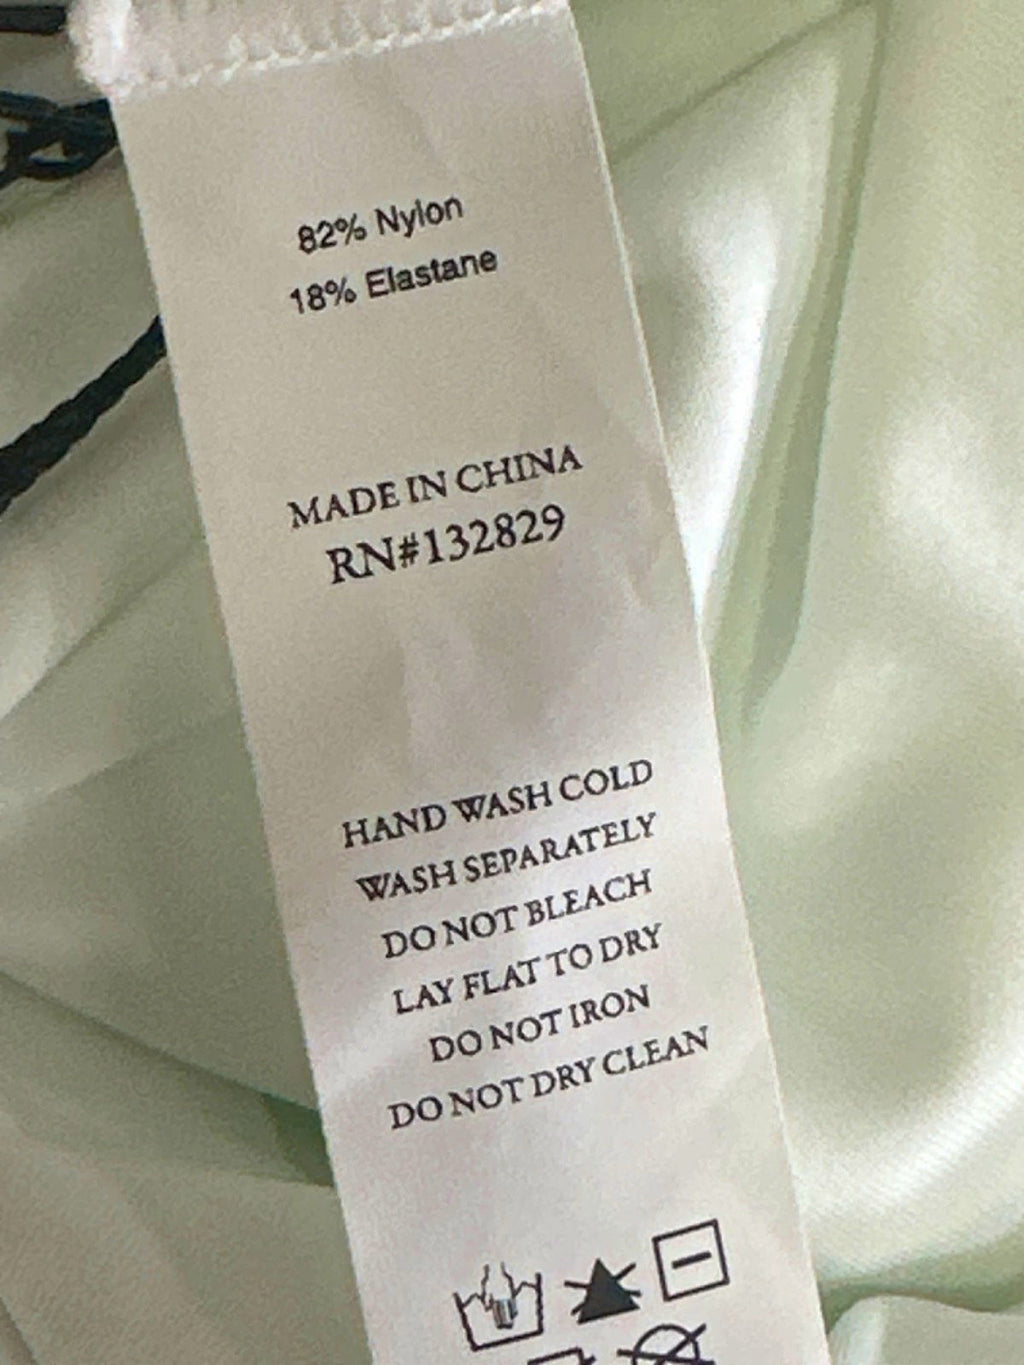 82% Nylon
18% Elastane
MADE IN CHINA
RN#132829
HAND WASH COLD
WASH SEPARATELY
DO NOT BLEACH
LAY FLAT TO DRY
DO NOT IRON
DO NOT DRY CLEAN